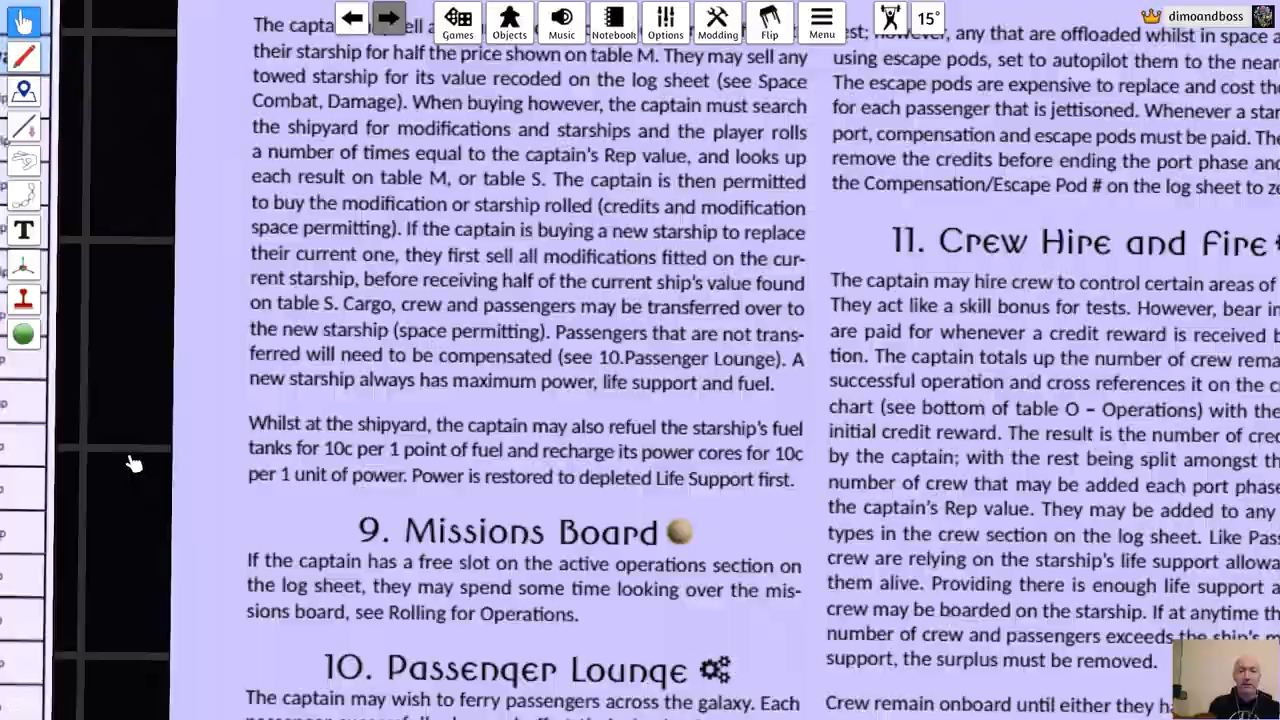 Games
Objects
Music
Notebook
Options
Modding
Flip
Menu
15°
dimoandboss
The capta ell a
their starship for half the price shown on table M. They may sell any
towed starship for its value recoded on the log sheet (see Space
Combat, Damage). When buying however, the captain must search
the shipyard for modifications and starships and the player rolls
a number of times equal to the captain's Rep value, and looks up
each result on table M, or table S. The captain is then permitted
to buy the modification or starship rolled (credits and modification
space permitting). If the captain is buying a new starship to replace
their current one, they first sell all modifications fitted on the cur-
rent starship, before receiving half of the current ship's value found
on table S. Cargo, crew and passengers may be transferred over to
the new starship (space permitting). Passengers that are not trans-
ferred will need to be compensated (see 10.Passenger Lounge). A
new starship always has maximum power, life support and fuel.
Whilst at the shipyard, the captain may also refuel the starship's fuel
tanks for 10c per 1 point of fuel and recharge its power cores for 10c
per 1 unit of power. Power is restored to depleted Life Support first.
9. Missions Board
If the captain has a free slot on the active operations section on
the log sheet, they may spend some time looking over the mis-
sions board, see Rolling for Operations.
10. Passenger Lounge
The captain may wish to ferry passengers across the galaxy. Each
est; however, any that are offloaded whilst in space a
using escape pods, set to autopilot them to the near
The escape pods are expensive to replace and cost the
for each passenger that is jettisoned. Whenever a star
port, compensation and escape pods must be paid. The
remove the credits before ending the port phase and
the Compensation/Escape Pod # on the log sheet to ze
11. Crew Hire and Fire
The captain may hire crew to control certain areas of
They act like a skill bonus for tests. However, bear in
are paid for whenever a credit reward is received b
tion. The captain totals up the number of crew rema
successful operation and cross references it on the c
chart (see bottom of table O – Operations) with the
initial credit reward. The result is the number of cred
by the captain; with the rest being split amongst th
number of crew that may be added each port phase
the captain's Rep value. They may be added to any
types in the crew section on the log sheet. Like Pass
crew are relying on the starship's life support allowa
them alive. Providing there is enough life support a
crew may be boarded on the starship. If at anytime th
number of crew and passengers exceeds the ship's m
support, the surplus must be removed.
Crew remain onboard until either they ha